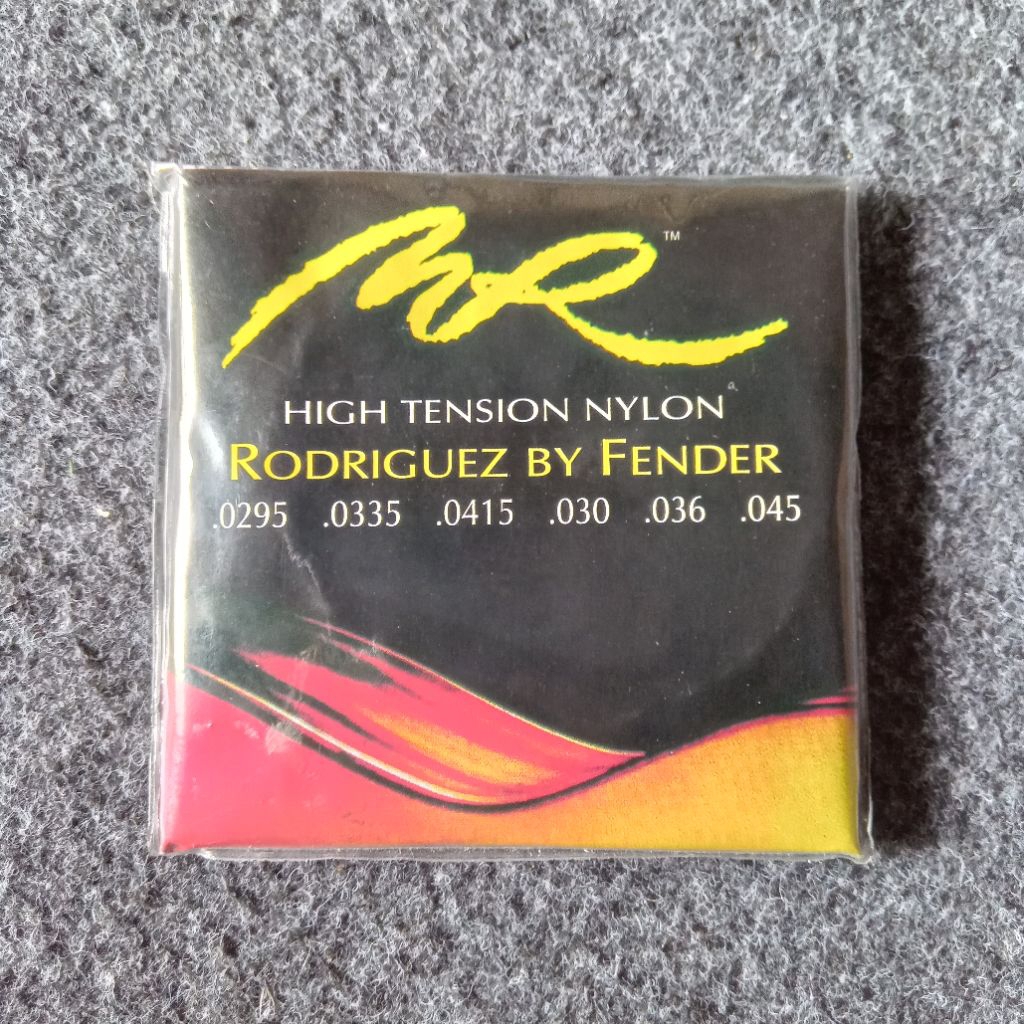 MR™
HIGH TENSION NYLON
RODRIGUEZ BY FENDER
.0295 .0335 .0415 .030 .036 .045